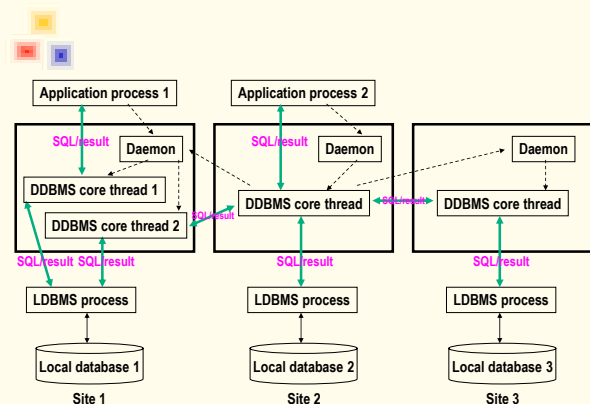 Application process 1
Application process 2
SQL/result
SQL/result
Daemon
Daemon
Daemon
DDBMS core thread 1
DDBMS core thread
SQL/result
DDBMS core thread
DDBMS core thread 2
SQL/result
SQL/result
SQL/result
SQL/result
SQL/result
LDBMS process
LDBMS process
LDBMS process
Local database 1
Local database 2
Local database 3
Site 1
Site 2
Site 3